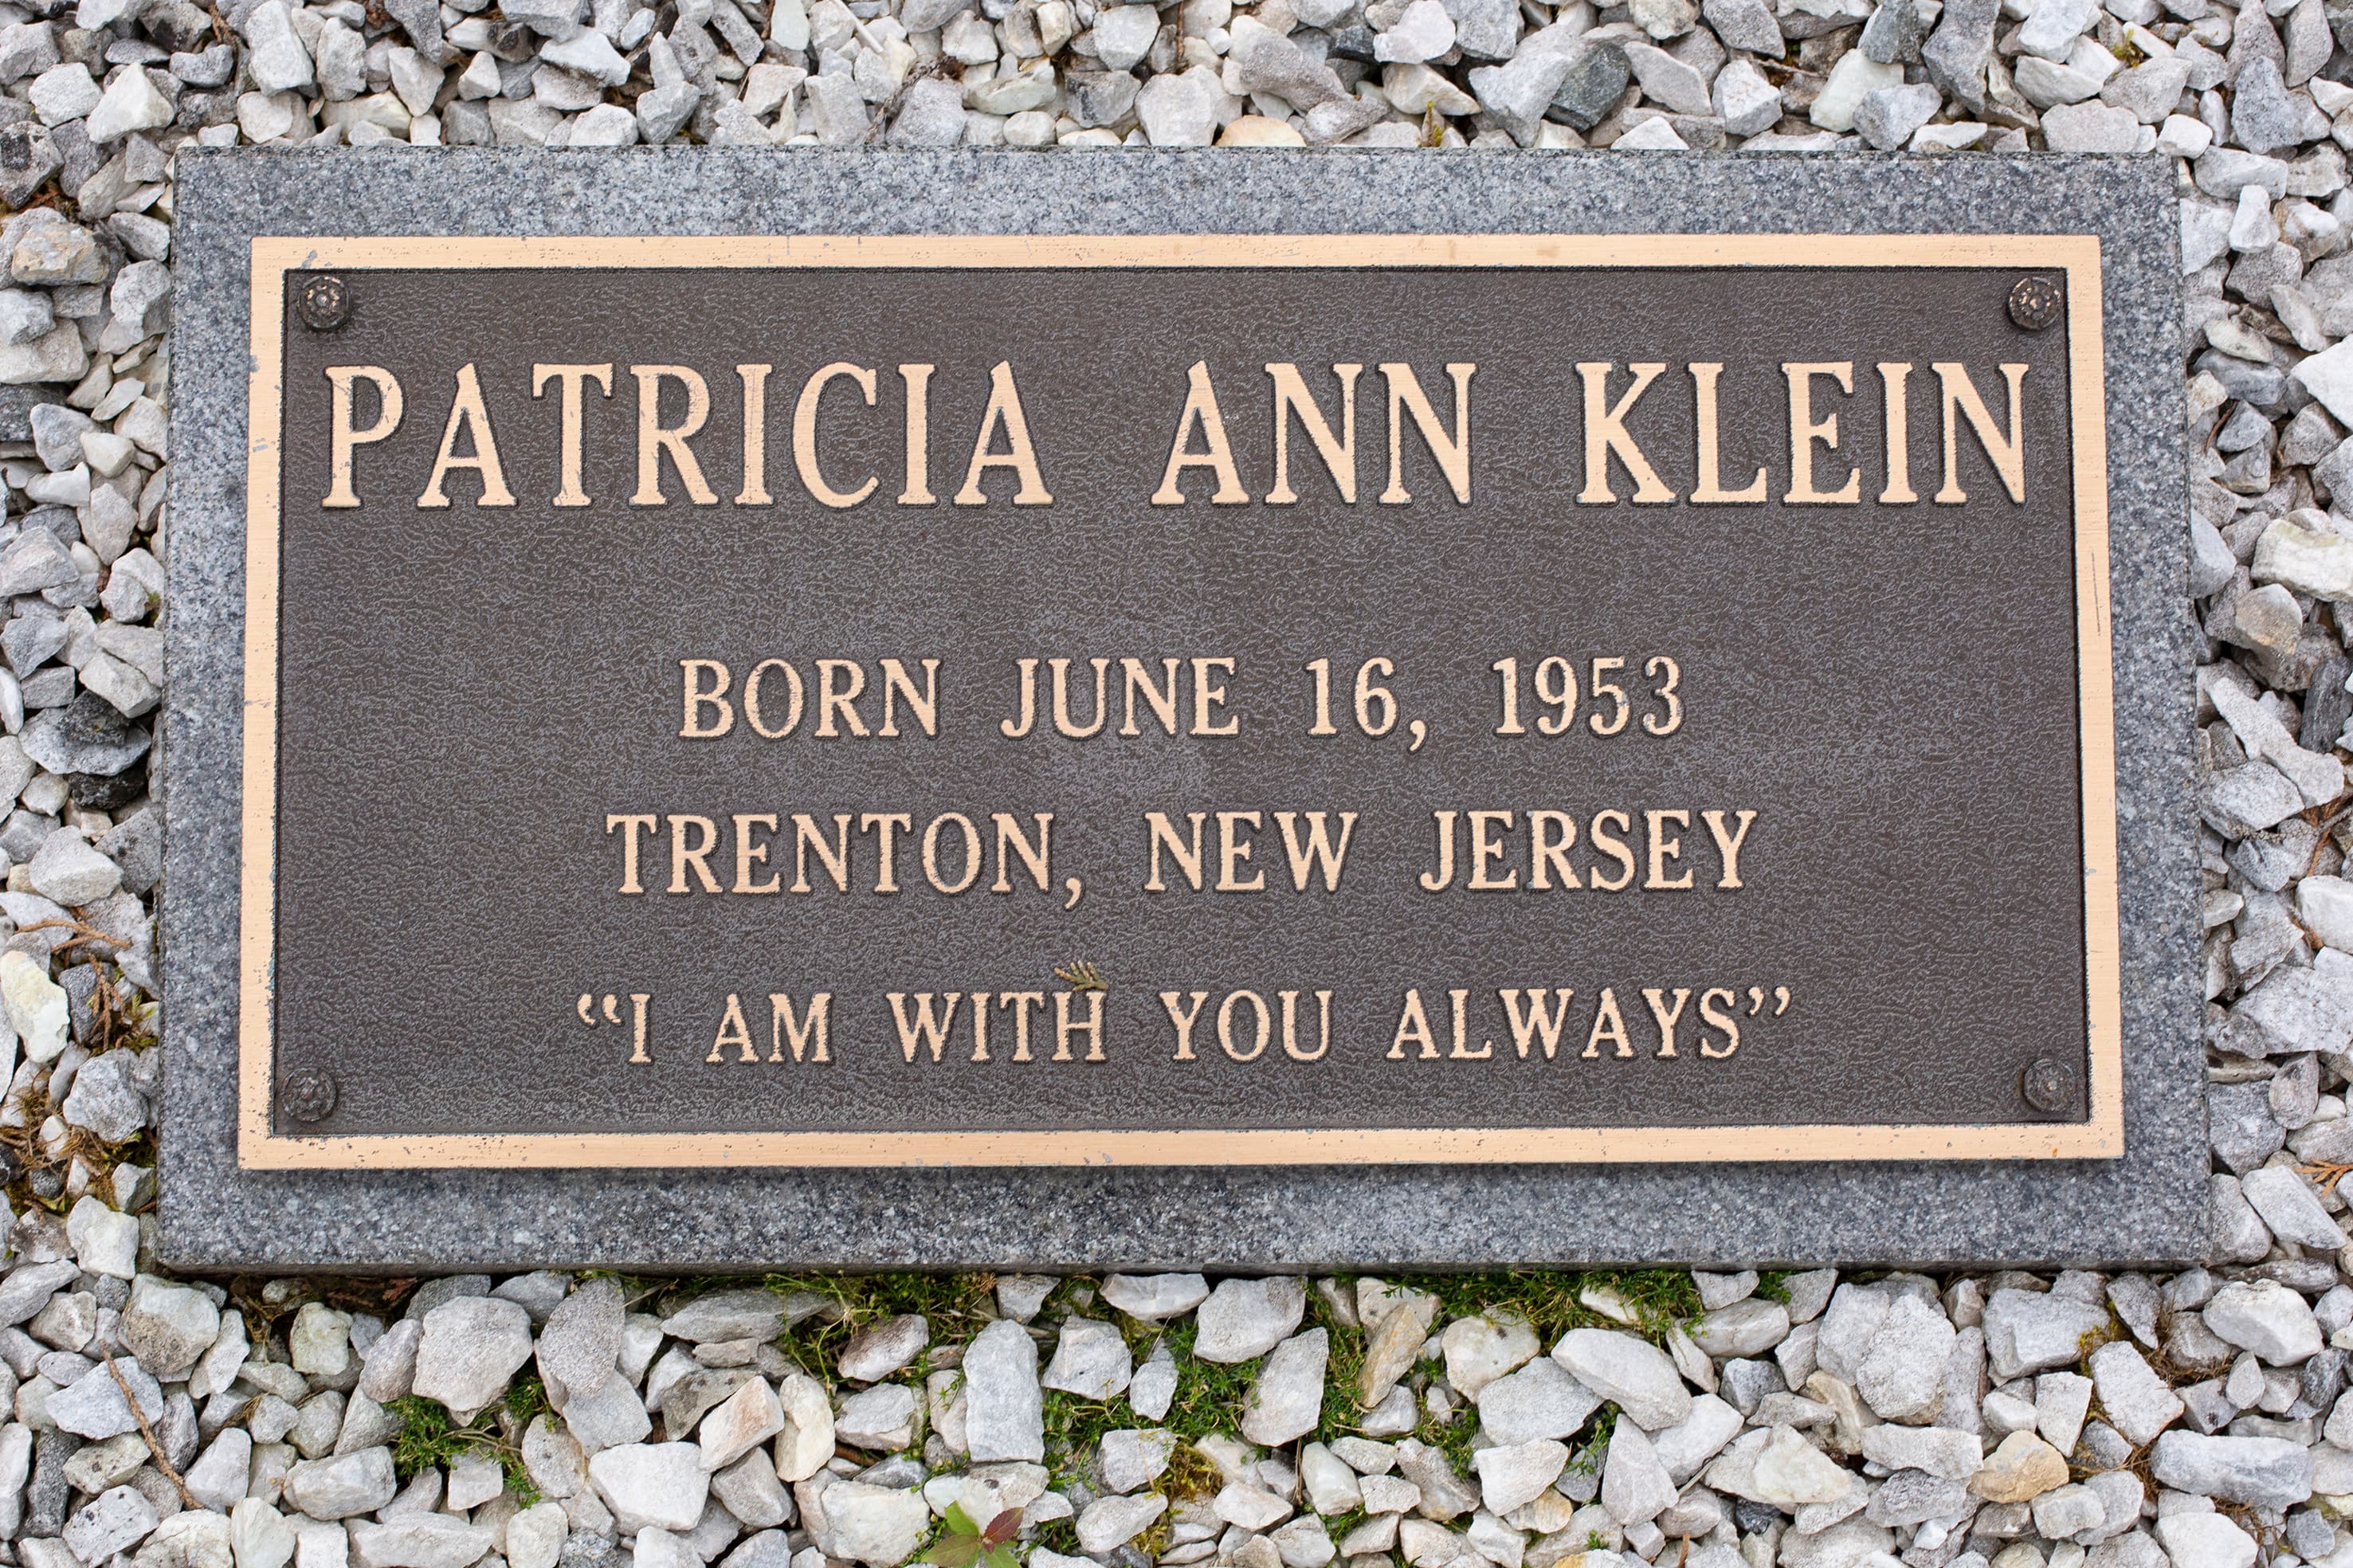 PATRICIA ANN KLEIN
BORN JUNE 16, 1953
TRENTON, NEW JERSEY
“I AM WITH YOU ALWAYS”